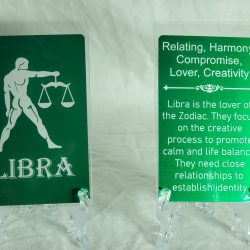 LIBRA
Relating, Harmony
Compromise,
Lover, Creativity
Libra is the lover of
the Zodiac. They focus
on the creative
process to promote
calm and life balance.
They need close
relationships to
establish identity.